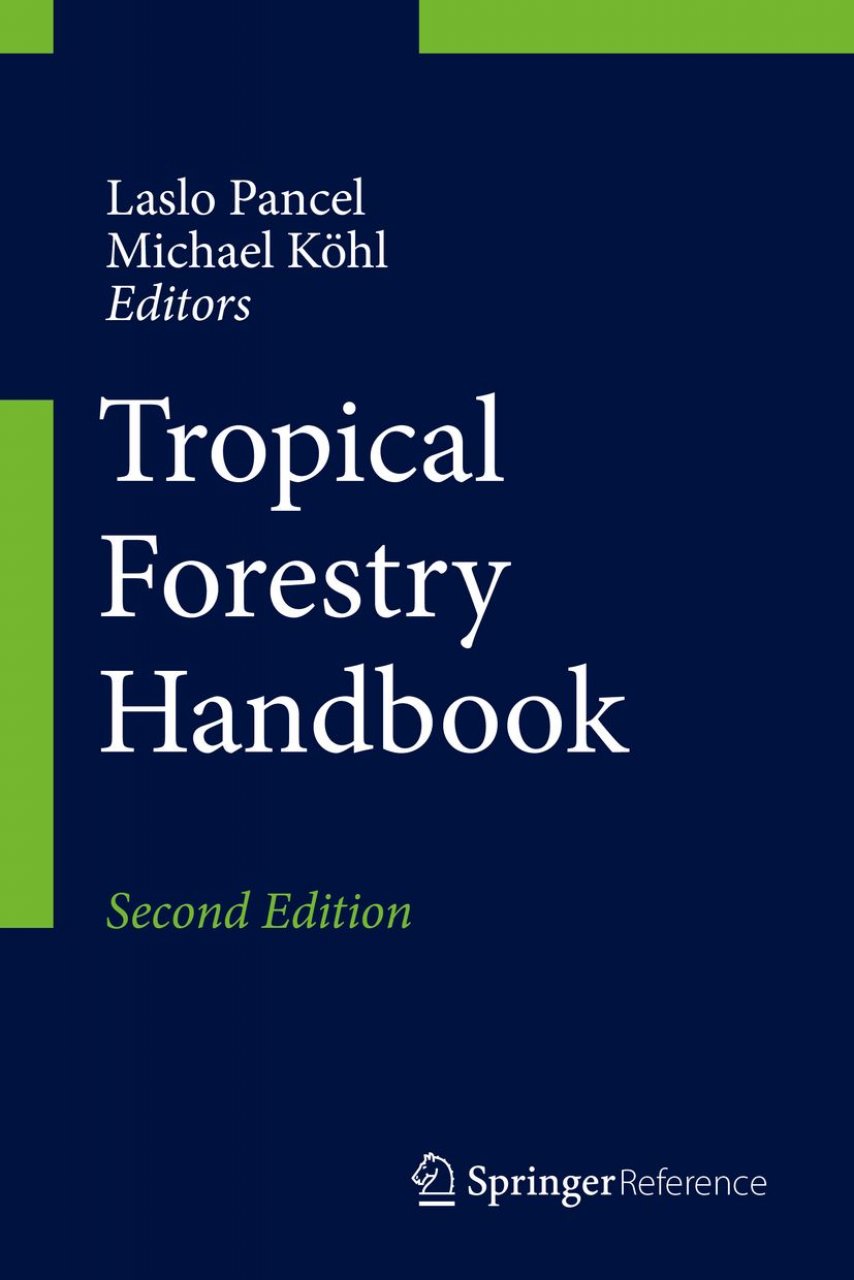 Laslo Pancel
Michael Köhl
Editors
Tropical
Forestry
Handbook
Second Edition
SpringerReference